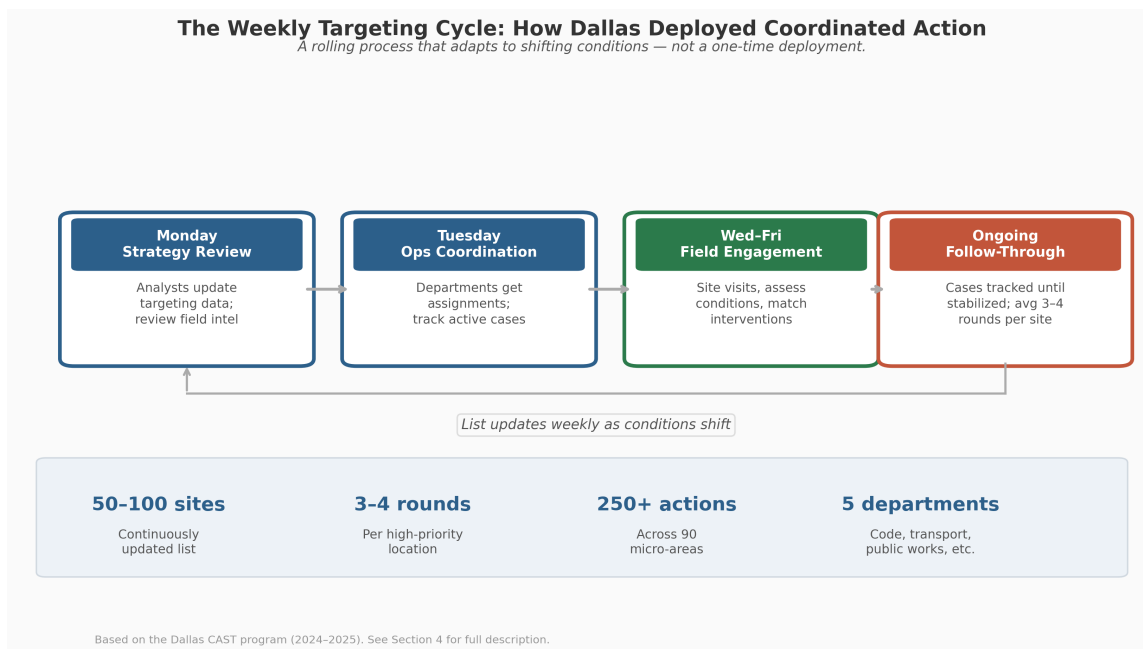 The Weekly Targeting Cycle: How Dallas Deployed Coordinated Action
A rolling process that adapts to shifting conditions — not a one-time deployment.
Monday
Strategy Review
Analysts update
targeting data;
review field intel
Tuesday
Ops Coordination
Departments get
assignments;
track active cases
Wed–Fri
Field Engagement
Site visits, assess
conditions, match
interventions
Ongoing
Follow-Through
Cases tracked until
stabilized; avg 3–4
rounds per site
List updates weekly as conditions shift
50–100 sites
Continuously
updated list
3–4 rounds
Per high-priority
location
250+ actions
Across 90
micro-areas
5 departments
Code, transport,
public works, etc.
Based on the Dallas CAST program (2024–2025). See Section 4 for full description.